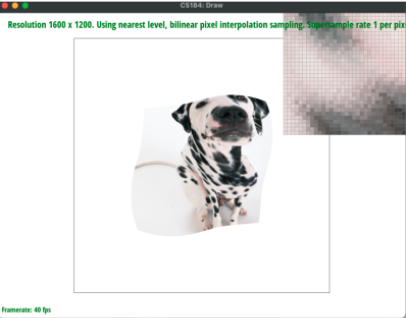 CS184: Draw
Resolution 1600 x 1200. Using nearest level, bilinear pixel interpolation sampling. Supersample rate 1 per pix
Framerate: 40 fps